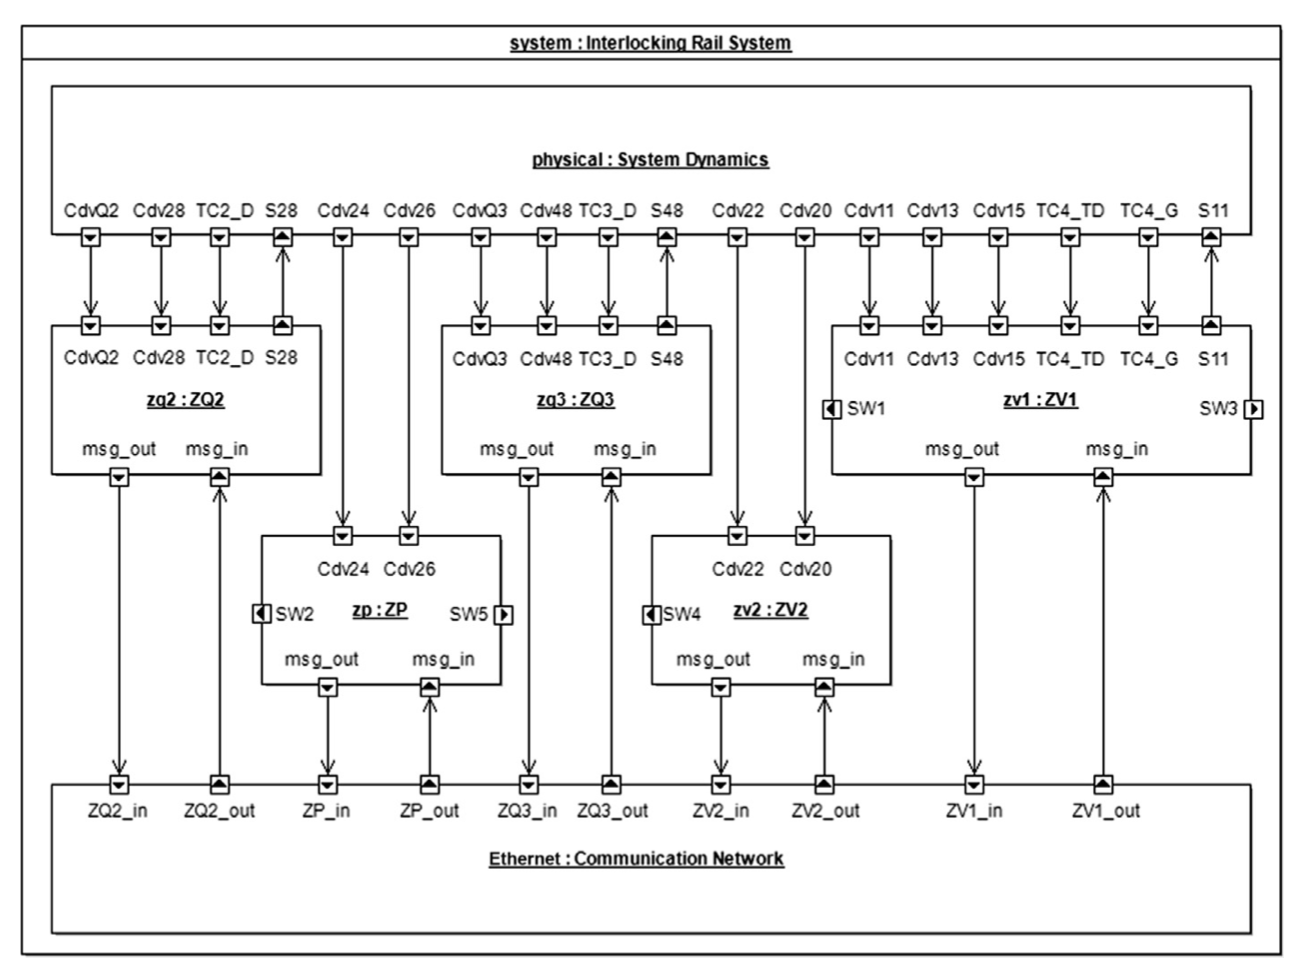 system : Interlocking Rail System
physical : System Dynamics
CdvQ2 Cdv28 TC2_D S28 Cdv24 Cdv26 CdvQ3 Cdv48 TC3_D S48 Cdv22 Cdv20 Cdv11 Cdv13 Cdv15 TC4_TD TC4_G S11
CdvQ2 Cdv28 TC2_D S28 CdvQ3 Cdv48 TC3_D S48 Cdv11 Cdv13 Cdv15 TC4_TD TC4_G S11
zq2 : ZQ2 zq3 : ZQ3 zv1 : ZV1
SW1 SW3
msg_out msg_in msg_out msg_in msg_out msg_in
Cdv24 Cdv26 Cdv22 Cdv20
SW2 zp : ZP SW5 SW4 zv2 : ZV2
msg_out msg_in msg_out msg_in
ZQ2_in ZQ2_out ZP_in ZP_out ZQ3_in ZQ3_out ZV2_in ZV2_out ZV1_in ZV1_out
Ethernet : Communication Network